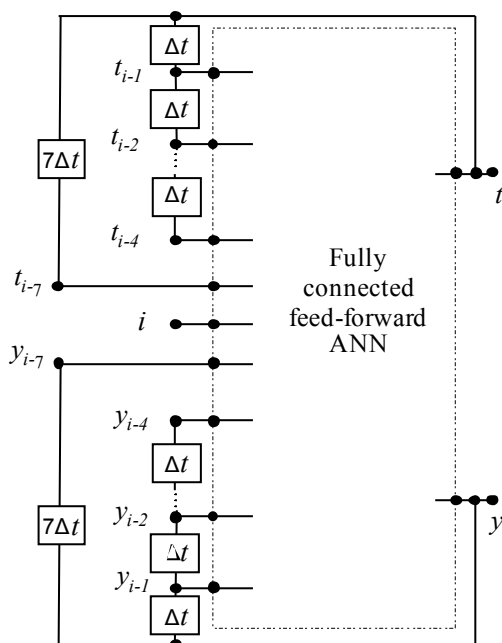 Δt
t_{i-1}
Δt
t_{i-2}
7Δt
Δt
t_{i-4}
t
Fully
connected
feed-forward
ANN
t_{i-7}
i
y_{i-7}
y_{i-4}
Δt
y_{i-2}
7Δt
Δt
y
y_{i-1}
Δt